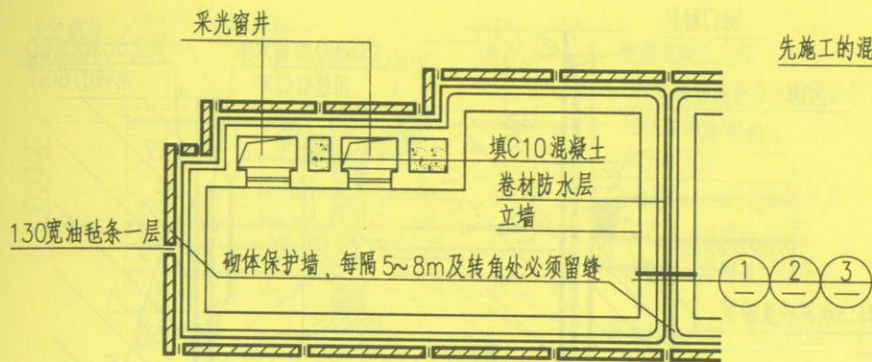 采光窗井
先施工的混
填C10混凝土
卷材防水层
立墙
130宽油毡条一层
砌体保护墙，每隔5~8m及转角处必须留缝
1 2 3